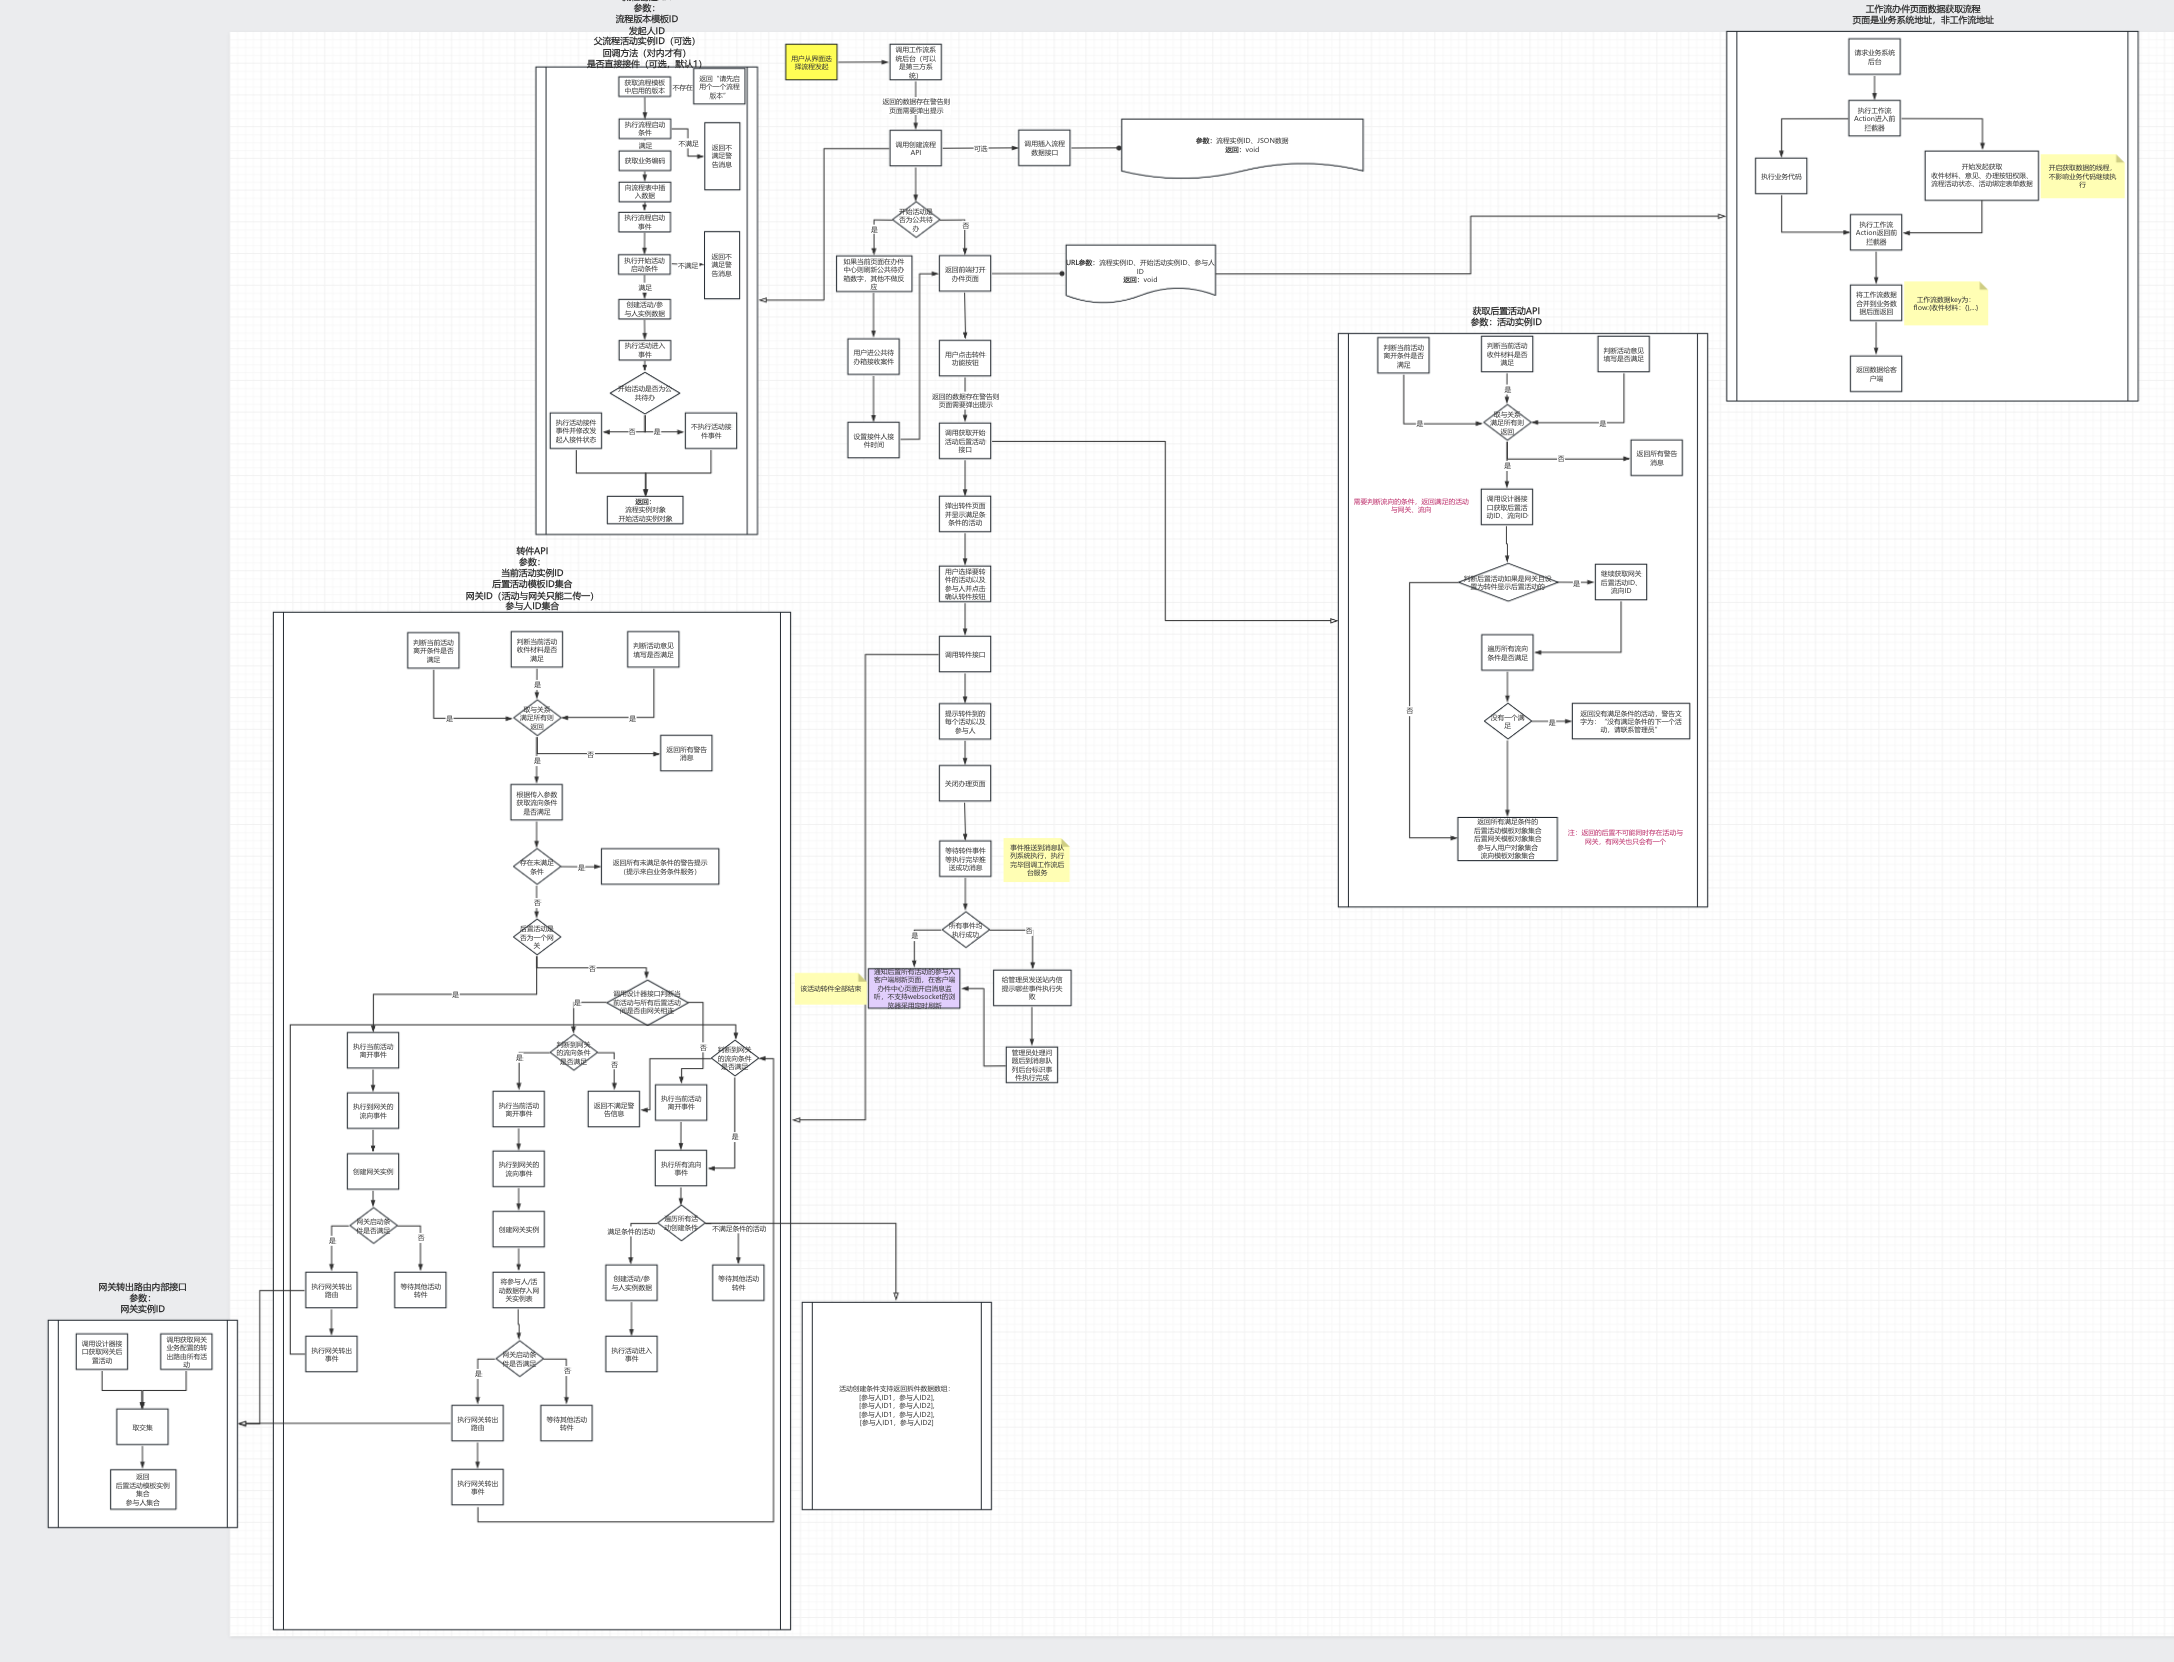 参数：
流程版本模板ID
发起人ID
父流程活动实例ID（可选）
回调方法（对内才有）
是否直接接件（可选，默认1）
获取流程模板
中启用的版本
不存在
返回“请先启
用个一个流程
版本”
执行流程启动
条件
满足
不满足
返回不
满足警
告消息
获取业务编码
向流程表中插
入数据
执行流程启动
事件
执行开始活动
启动条件
不满足
返回不
满足警
告消息
满足
创建活动/参
与人实例数据
执行活动进入
事件
开始活动是否为公
共待办
否
是
执行活动接件
事件并修改发
起人接件状态
不执行活动接
件事件
返回：
流程实例对象
开始活动实例对象
用户从界面选
择流程发起
调用工作流系
统后台（可以
是第三方系
统）
返回的数据存在警告则
页面需要弹出提示
调用创建流程
API
可选
调用插入流程
数据接口
参数：流程实例ID、JSON数据
返回：void
开始活动是
否为公共待
办
是
否
如果当前页面在办件
中心则刷新公共待办
箱数字，其他不做反
应
返回前端打开
办件页面
URL参数：流程实例ID、开始活动实例ID、参与人
ID
返回：void
用户进公共待
办箱接收案件
设置接件人接
件时间
用户点击转件
功能按钮
返回的数据存在警告则
页面需要弹出提示
调用获取开始
活动后置活动
接口
弹出转件页面
并显示满足条
条件的活动
用户选择要转
件的活动以及
参与人并点击
确认转件按钮
调用转件接口
提示转件到的
每个活动以及
参与人
关闭办理页面
等待转件事件
等执行完毕推
送成功消息
事件推送到消息队
列系统执行，执行
完毕回调工作流后
台服务
所有事件均
执行成功
是
否
该活动转件全部结束
通知后置所有活动的参与人
客户端刷新页面，在客户端
办件中心页面开启消息监
听，不支持websocket的浏
览器采用定时刷新
给管理员发送站内信
提示哪些事件执行失
败
管理员处理问
题后到消息队
列后台标识事
件执行完成
工作流办件页面数据获取流程
页面是业务系统地址，非工作流地址
请求业务系统
后台
执行工作流
Action进入前
拦截器
执行业务代码
开始发起获取
收件材料、意见、办理按钮权限、
流程活动状态、活动绑定表单数据
开启获取数据的线程，
不影响业务代码继续执
行
执行工作流
Action返回前
拦截器
将工作流数据
合并到业务数
据后面返回
工作流数据key为：
flow:{收件材料：{},...}
返回数据给客
户端
获取后置活动API
参数：活动实例ID
判断当前活动
离开条件是否
满足
判断当前活动
收件材料是否
满足
判断活动意见
填写是否满足
是
是
是
取与关系
满足所有则
返回
否
返回所有警告
消息
是
需要判断流向的条件，返回满足的活动
与网关、流向
调用设计器接
口获取后置活
动ID、流向ID
判断后置活动如果是网关且设
置为转件显示后置活动的
是
继续获取网关
后置活动ID、
流向ID
否
遍历所有流向
条件是否满足
没有一个满
足
是
返回没有满足条件的活动，警告文
字为：“没有满足条件的下一个活
动，请联系管理员”
返回所有满足条件的
后置活动模板对象集合
后置网关模板对象集合
参与人用户对象集合
流向模板对象集合
注：返回的后置不可能同时存在活动与
网关，有网关也只会有一个
转件API
参数：
当前活动实例ID
后置活动模板ID集合
网关ID（活动与网关只能二传一）
参与人ID集合
判断当前活动
离开条件是否
满足
判断当前活动
收件材料是否
满足
判断活动意见
填写是否满足
是
是
是
取与关系
满足所有则
返回
否
返回所有警告
消息
是
根据传入参数
获取流向条件
是否满足
存在未满足
条件
是
返回所有未满足条件的警告提示
（提示来自业务条件服务）
否
后置活动是
否为一个网
关
否
是
调用设计器接口判断当
前活动与所有后置活动
间是否由网关相连
是
否
执行当前活动
离开事件
执行到网关的
流向事件
创建网关实例
网关启动条
件是否满足
是
否
执行网关转出
路由
等待其他活动
转件
执行网关转出
事件
判断到网关
的流向条件
是否满足
是
否
执行当前活动
离开事件
返回不满足警
告信息
执行到网关的
流向事件
创建网关实例
将参与人/活
动数据存入网
关实例表
网关启动条
件是否满足
是
否
执行网关转出
路由
等待其他活动
转件
执行网关转出
事件
判断到网关
的流向条件
是否满足
是
执行当前活动
离开事件
执行所有流向
事件
遍历所有活
动创建条件
满足条件的活动
不满足条件的活动
创建活动/参
与人实例数据
等待其他活动
转件
执行活动进入
事件
活动创建条件支持返回拆件数据数组：
[参与人ID1，参与人ID2],
[参与人ID1，参与人ID2],
[参与人ID1，参与人ID2],
[参与人ID1，参与人ID2]
网关转出路由内部接口
参数：
网关实例ID
调用设计器接
口获取网关后
置活动
调用获取网关
业务配置的转
出路由所有活
动
取交集
返回
后置活动模板实例
集合
参与人集合